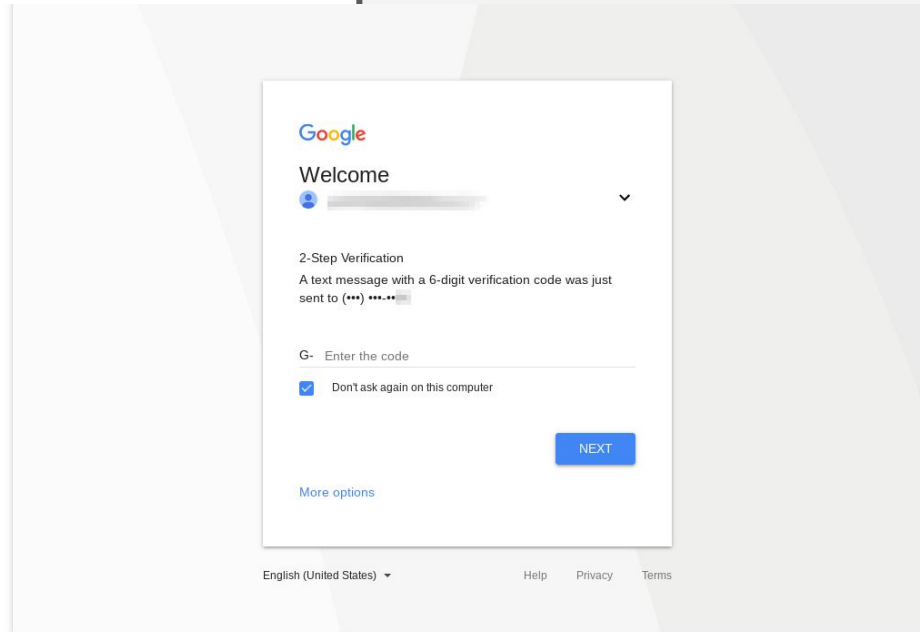 Google
Welcome
2-Step Verification
A text message with a 6-digit verification code was just
sent to (•••) •••-••
G- Enter the code
Don't ask again on this computer
NEXT
More options
English (United States) Help Privacy Terms